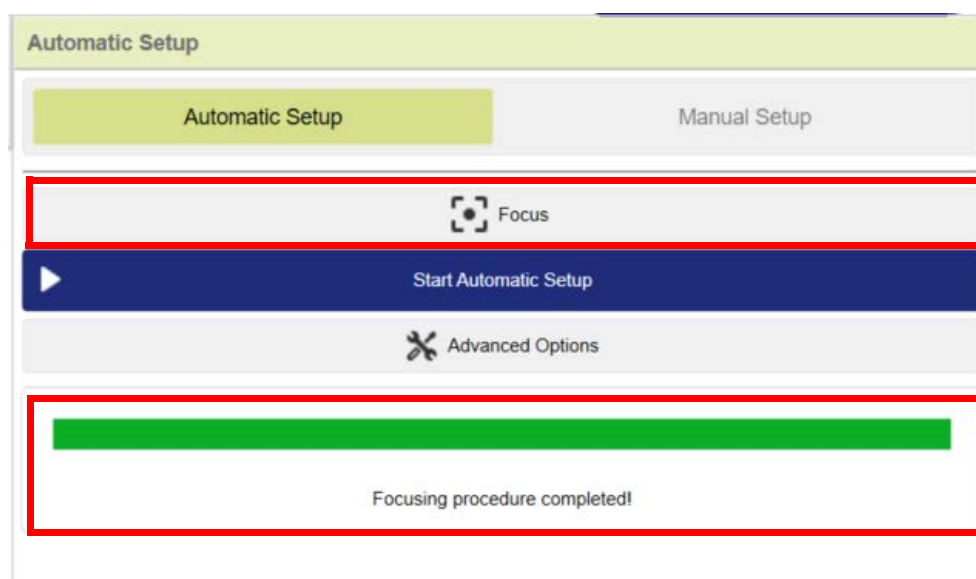 Automatic Setup
Automatic Setup Manual Setup
Focus
Start Automatic Setup
Advanced Options
Focusing procedure completed!